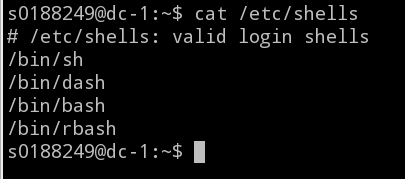 s0188249@dc-1:~$ cat /etc/shells
# /etc/shells: valid login shells
/bin/sh
/bin/dash
/bin/bash
/bin/rbash
s0188249@dc-1:~$